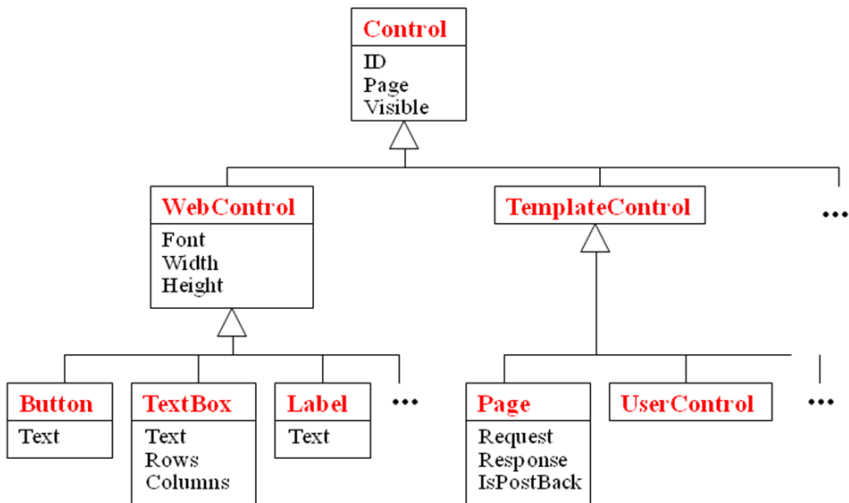 Control
ID
Page
Visible
WebControl
Font
Width
Height
TemplateControl
...
Button
Text
TextBox
Text
Rows
Columns
Label
Text
...
Page
Request
Response
IsPostBack
UserControl
...